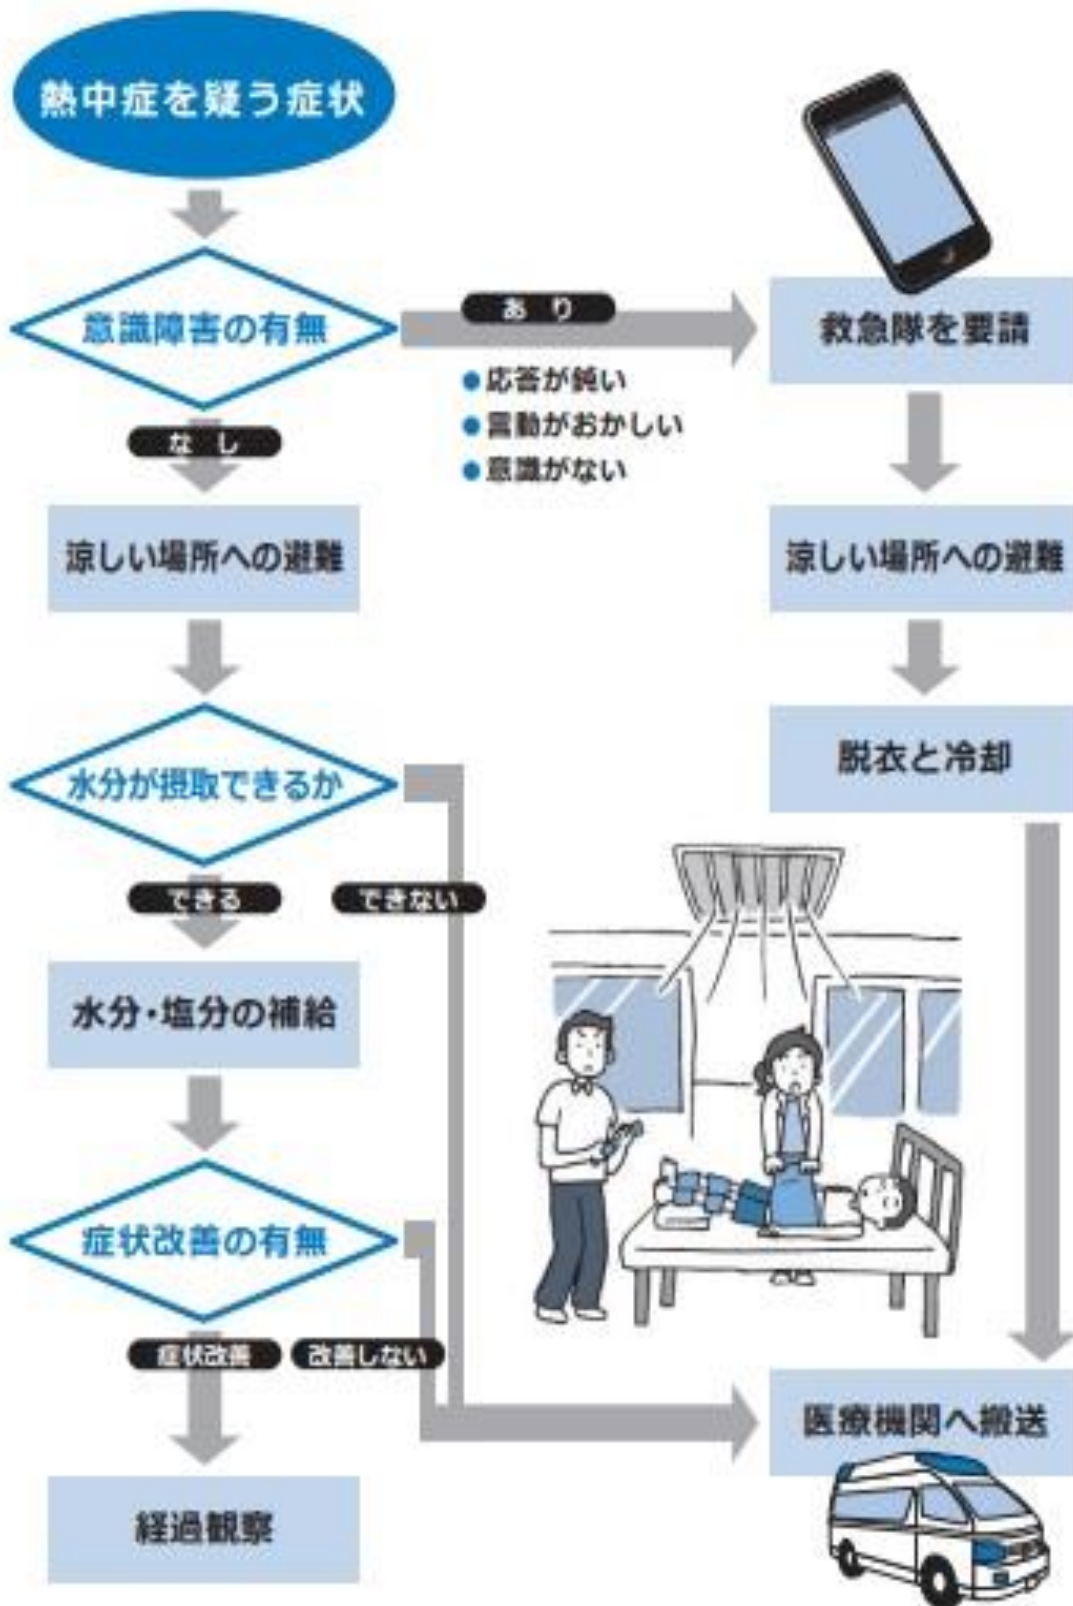 熱中症を疑う症状
意識障害の有無
あり
救急隊を要請
応答が鈍い
言動がおかしい
意識がない
なし
涼しい場所への避難
涼しい場所への避難
水分が摂取できるか
脱衣と冷却
できる
できない
水分・塩分の補給
症状改善の有無
症状改善
改善しない
医療機関へ搬送
経過観察